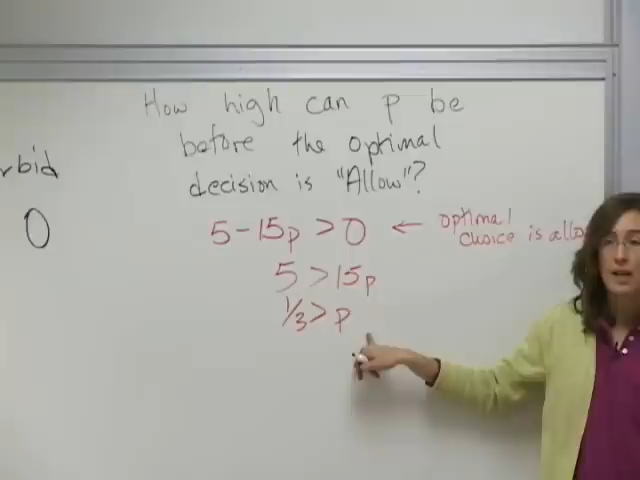 How high can p be
before the optimal
decision is "Allow"?
rbid
0
5-15p > 0 ← optimal
choice is allo
5 > 15p
1/3 > p